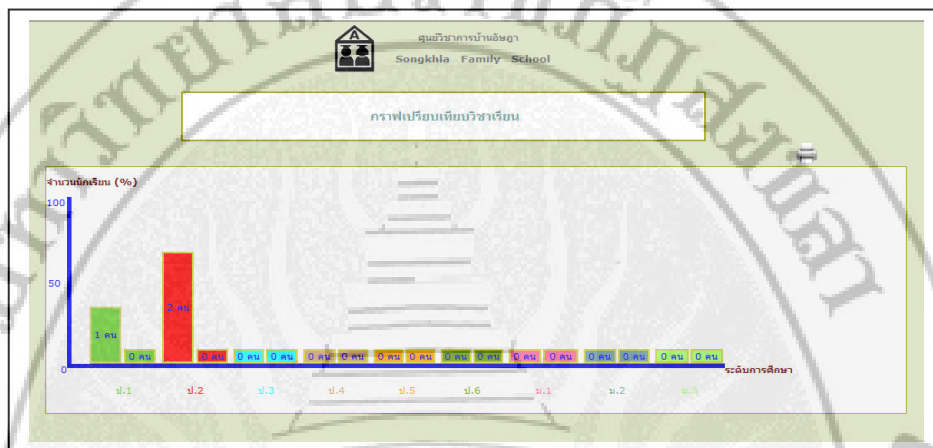 ศูนย์วิชาการบ้านอิษฎา
Songkhla Family School
กราฟเปรียบเทียบวิชาเรียน
จำนวนนักเรียน (%)
100
50
0
1 คน 0 คน 2 คน 0 คน 0 คน 0 คน 0 คน 0 คน 0 คน 0 คน 0 คน 0 คน 0 คน 0 คน 0 คน 0 คน 0 คน 0 คน
ระดับการศึกษา
ป.1 ป.2 ป.3 ป.4 ป.5 ป.6 ม.1 ม.2 ม.3